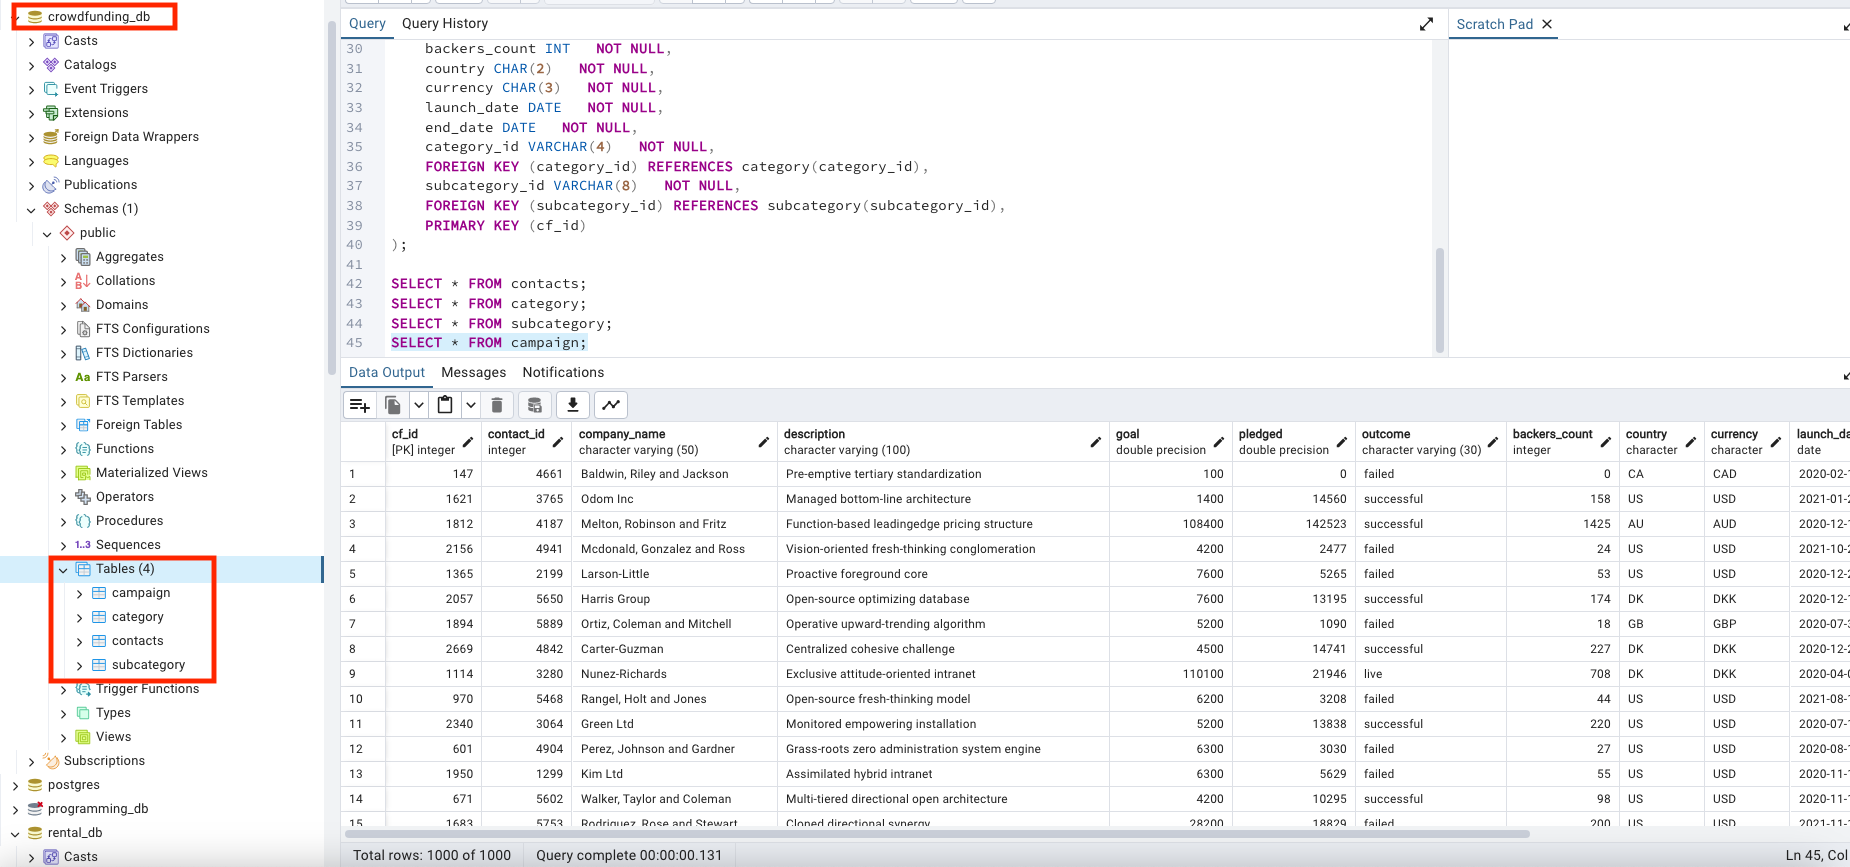 crowdfunding_db
Casts
Catalogs
Event Triggers
Extensions
Foreign Data Wrappers
Languages
Publications
Schemas (1)
public
Aggregates
Collations
Domains
FTS Configurations
FTS Dictionaries
Aa FTS Parsers
FTS Templates
Foreign Tables
Functions
Materialized Views
Operators
Procedures
1..3 Sequences
Tables (4)
campaign
category
contacts
subcategory
Trigger Functions
Types
Views
Subscriptions
postgres
programming_db
rental_db
Casts
Query Query History
Scratch Pad
30 backers_count INT NOT NULL,
31 country CHAR(2) NOT NULL,
32 currency CHAR(3) NOT NULL,
33 launch_date DATE NOT NULL,
34 end_date DATE NOT NULL,
35 category_id VARCHAR(4) NOT NULL,
36 FOREIGN KEY (category_id) REFERENCES category(category_id),
37 subcategory_id VARCHAR(8) NOT NULL,
38 FOREIGN KEY (subcategory_id) REFERENCES subcategory(subcategory_id),
39 PRIMARY KEY (cf_id)
40 );
41
42 SELECT * FROM contacts;
43 SELECT * FROM category;
44 SELECT * FROM subcategory;
45 SELECT * FROM campaign;
Data Output Messages Notifications
cf_id contact_id company_name description goal pledged outcome backers_count country currency launch_da
[PK] integer integer character varying (50) character varying (100) double precision double precision character varying (30) integer character character date
1 147 4661 Baldwin, Riley and Jackson Pre-emptive tertiary standardization 100 0 failed 0 CA CAD 2020-02-
2 1621 3765 Odom Inc Managed bottom-line architecture 1400 14560 successful 158 US USD 2021-01-2
3 1812 4187 Melton, Robinson and Fritz Function-based leadingedge pricing structure 108400 142523 successful 1425 AU AUD 2020-12-
4 2156 4941 Mcdonald, Gonzalez and Ross Vision-oriented fresh-thinking conglomeration 4200 2477 failed 24 US USD 2021-10-2
5 1365 2199 Larson-Little Proactive foreground core 7600 5265 failed 53 US USD 2020-12-2
6 2057 5650 Harris Group Open-source optimizing database 7600 13195 successful 174 DK DKK 2020-12-
7 1894 5889 Ortiz, Coleman and Mitchell Operative upward-trending algorithm 5200 1090 failed 18 GB GBP 2020-07-3
8 2669 4842 Carter-Guzman Centralized cohesive challenge 4500 14741 successful 227 DK DKK 2020-12-2
9 1114 3280 Nunez-Richards Exclusive attitude-oriented intranet 110100 21946 live 708 DK DKK 2020-04-0
10 970 5468 Rangel, Holt and Jones Open-source fresh-thinking model 6200 3208 failed 44 US USD 2021-08-
11 2340 3064 Green Ltd Monitored empowering installation 5200 13838 successful 220 US USD 2020-07-
12 601 4904 Perez, Johnson and Gardner Grass-roots zero administration system engine 6300 3030 failed 27 US USD 2020-08-
13 1950 1299 Kim Ltd Assimilated hybrid intranet 6300 5629 failed 55 US USD 2020-11-
14 671 5602 Walker, Taylor and Coleman Multi-tiered directional open architecture 4200 10295 successful 98 US USD 2020-11-
15 1683 5753 Rodriguez, Rose and Stewart Cloned directional synergy 28200 18829 failed 200 US USD 2021-11-
Total rows: 1000 of 1000 Query complete 00:00:00.131 Ln 45, Col